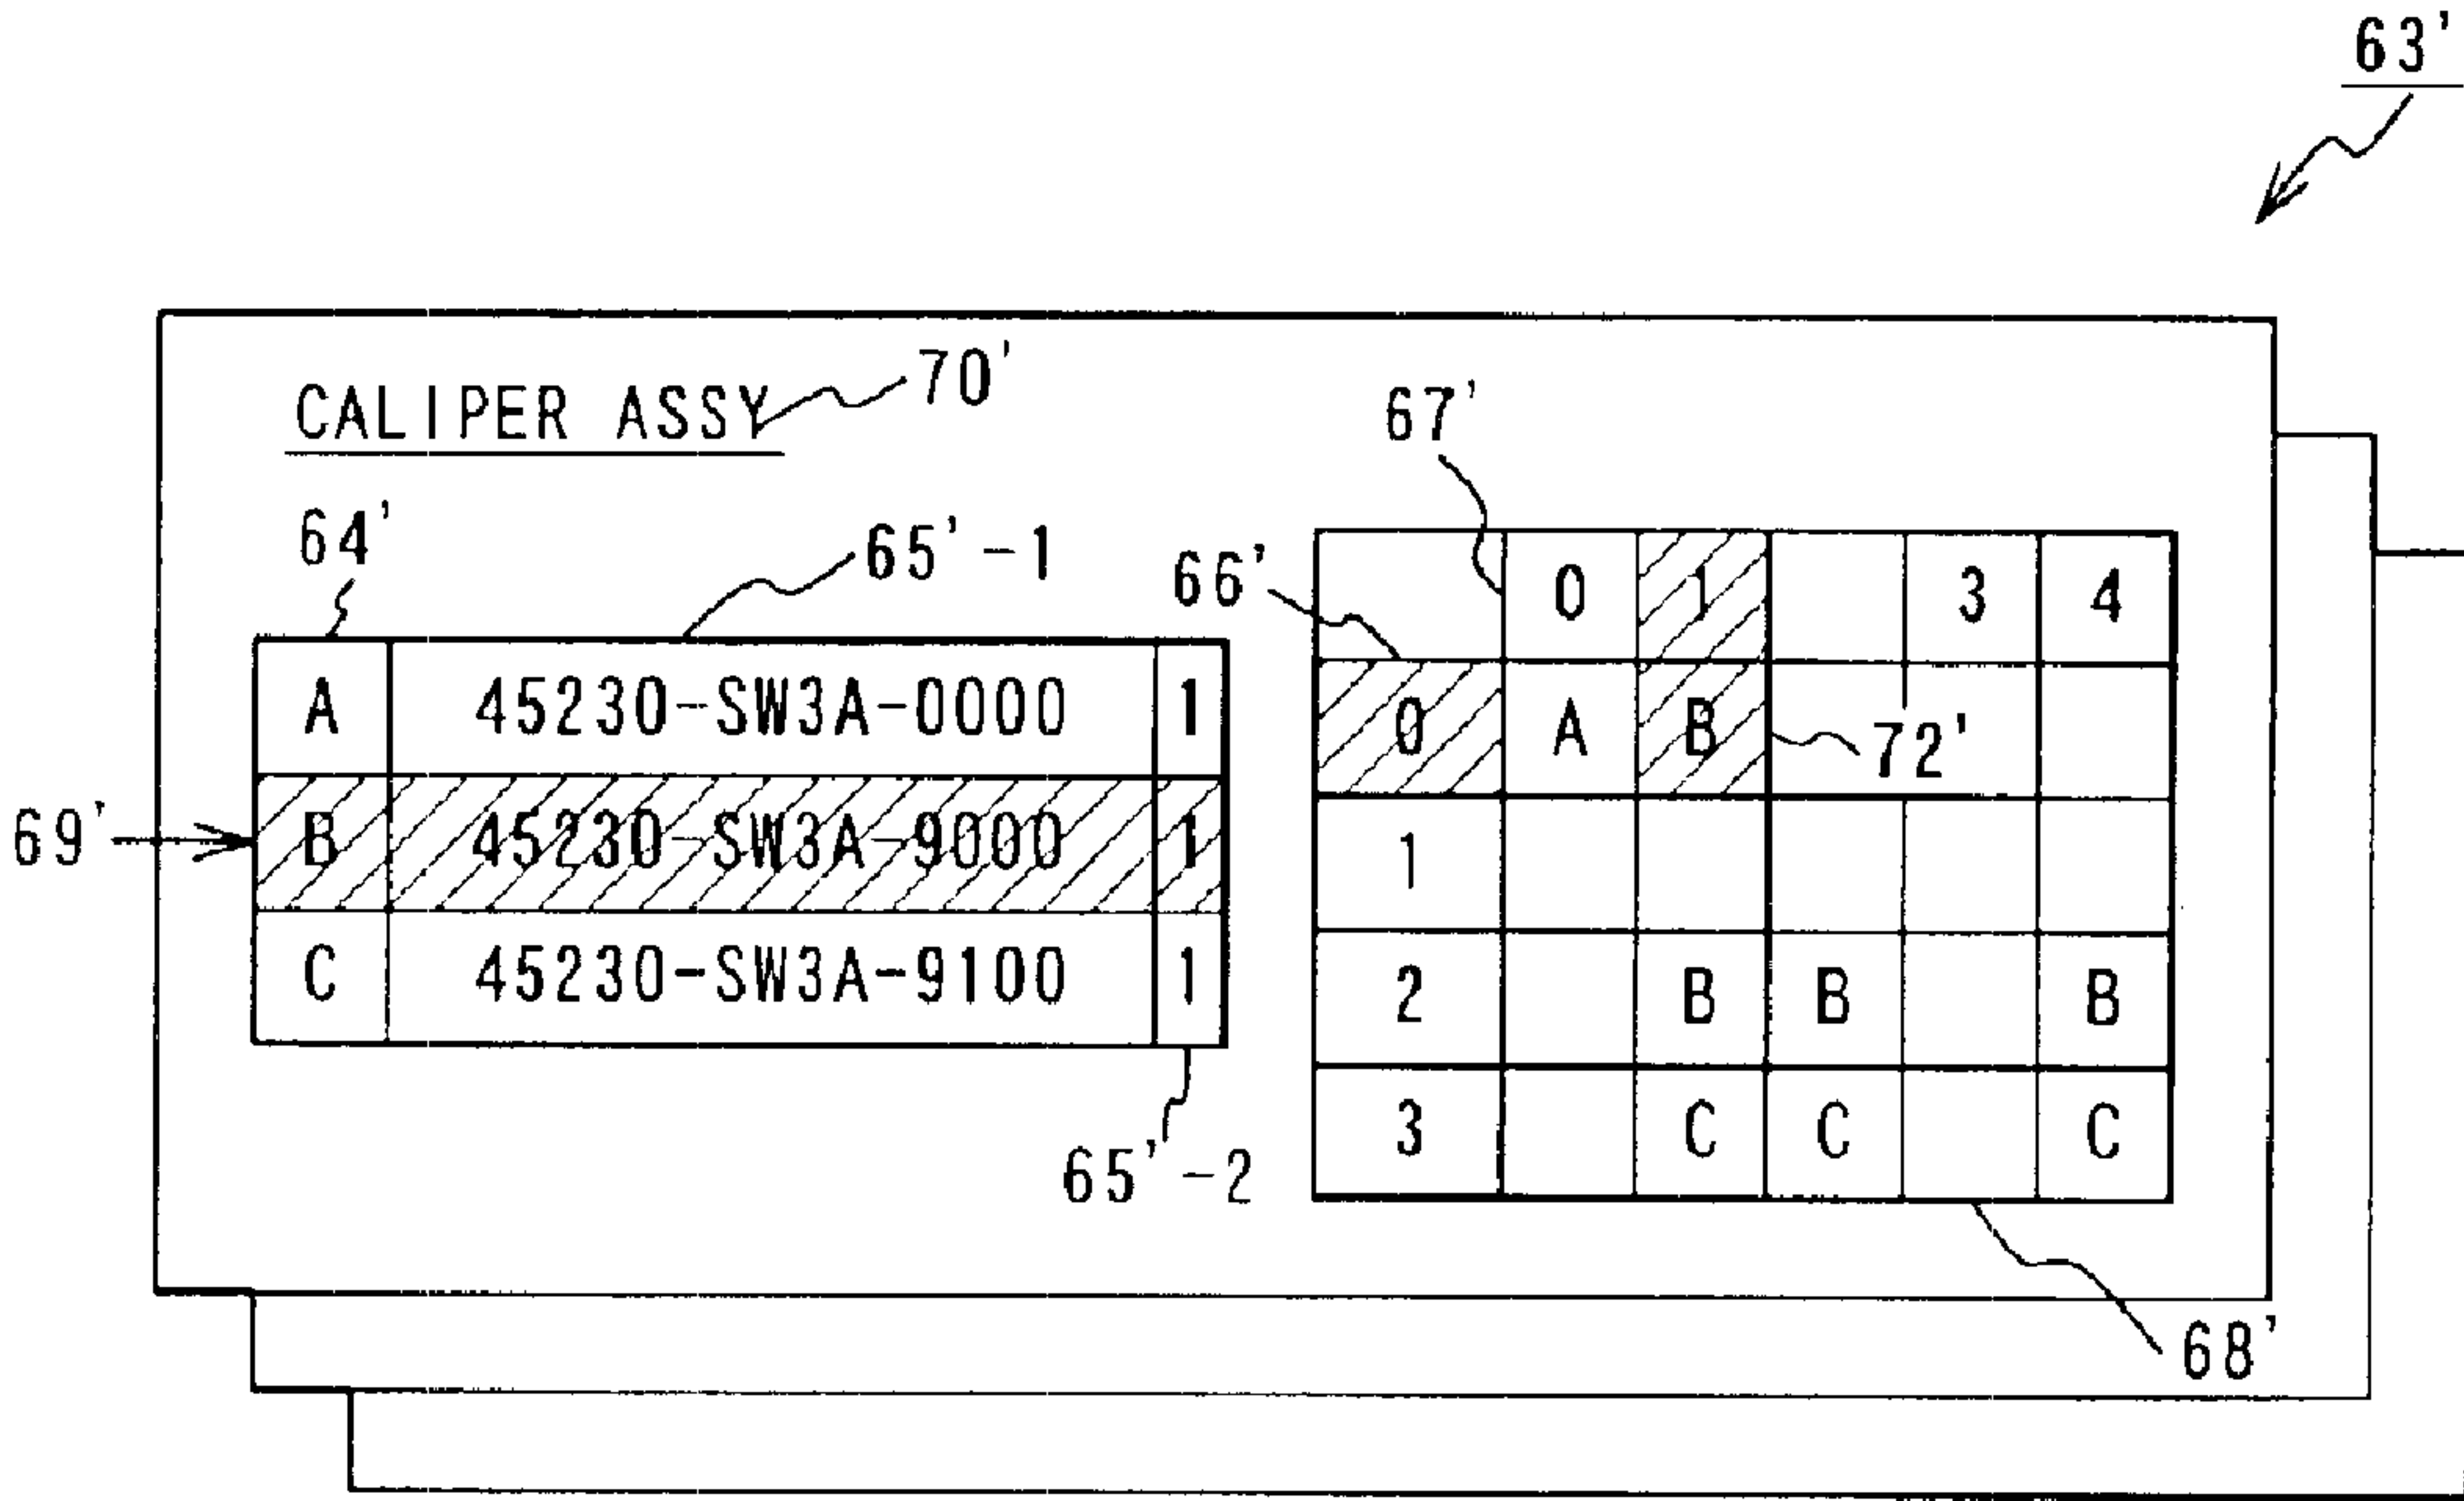 63'
CALIPER ASSY
70'
67'
64'
65'-1
66'
0 1 3 4
A 45230-SW3A-0000 1
0 A B
72'
69'
B 45230-SW3A-9000 1
1
C 45230-SW3A-9100 1
2 B B B
3 C C C
65'-2
68'